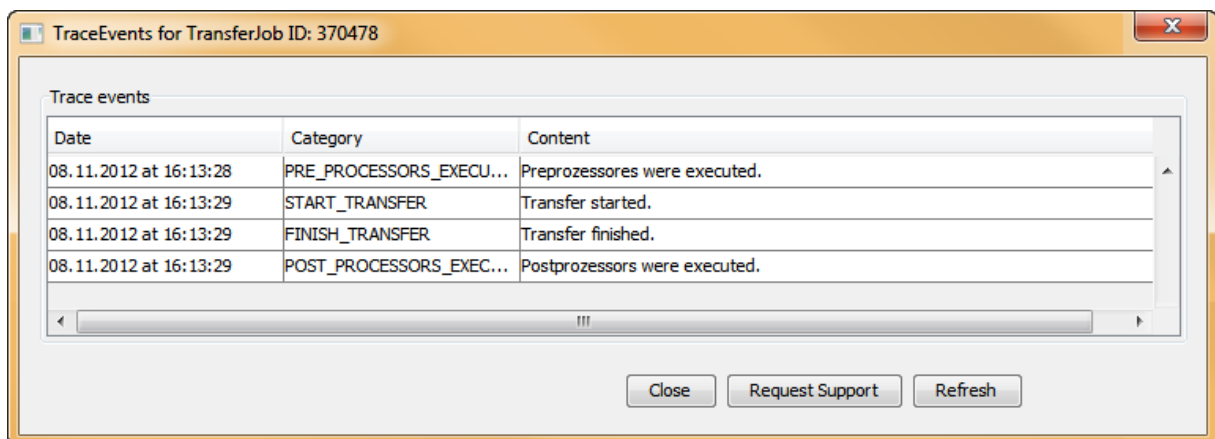 TraceEvents for TransferJob ID: 370478
Trace events
Date Category Content
08.11.2012 at 16:13:28 PRE_PROCESSORS_EXECU... Preprozessores were executed.
08.11.2012 at 16:13:29 START_TRANSFER Transfer started.
08.11.2012 at 16:13:29 FINISH_TRANSFER Transfer finished.
08.11.2012 at 16:13:29 POST_PROCESSORS_EXEC... Postprozessors were executed.
Close Request Support Refresh